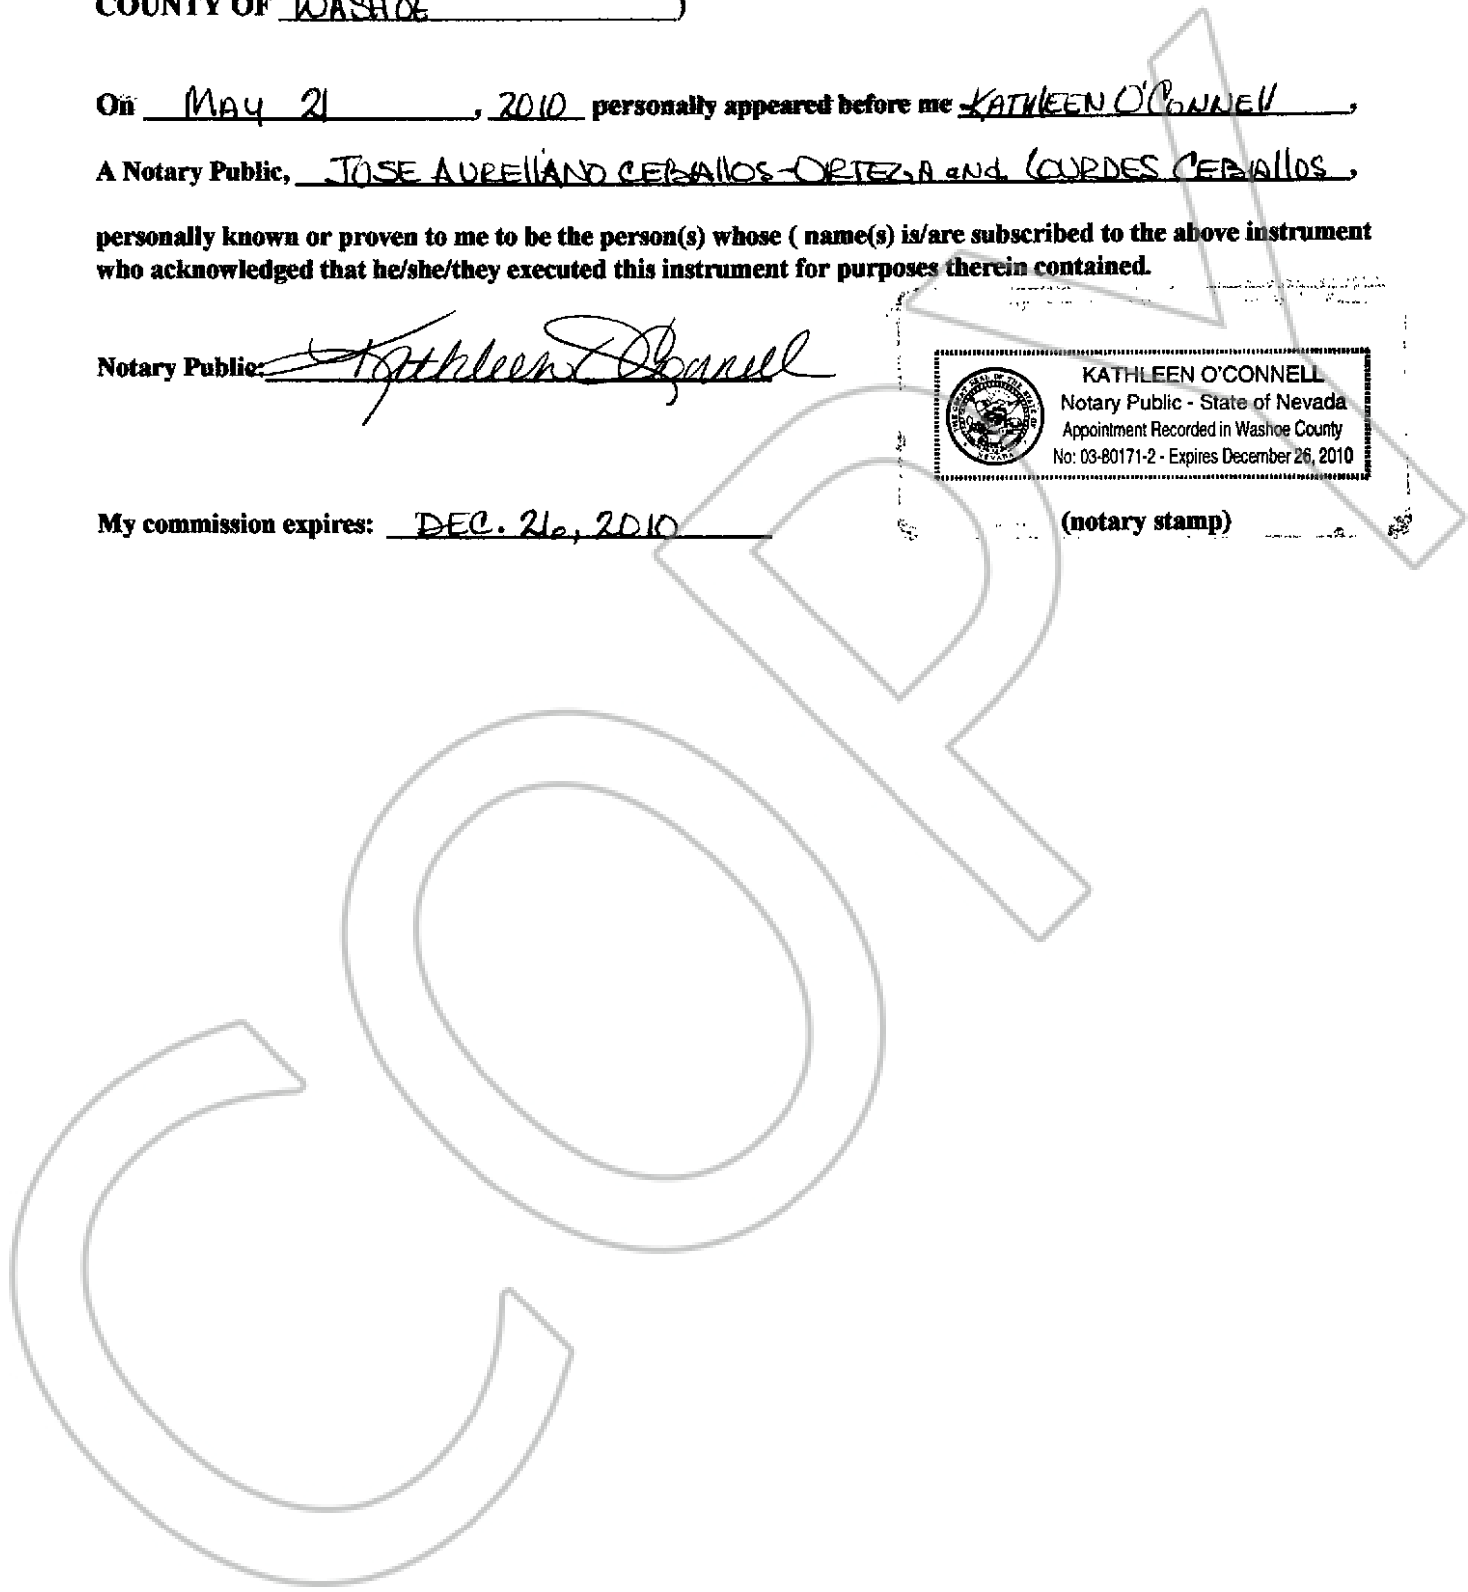 COUNTY OF WASHOE )
On MAY 21, 2010 personally appeared before me KATHLEEN O'CONNELL,
A Notary Public, JOSE AURELIANO CEBALLOS-ORTEZA and LOURDES CEBALLOS,
personally known or proven to me to be the person(s) whose ( name(s) is/are subscribed to the above instrument
who acknowledged that he/she/they executed this instrument for purposes therein contained.
Notary Public: Kathleen O'Connell
KATHLEEN O'CONNELL
Notary Public - State of Nevada
Appointment Recorded in Washoe County
No: 03-80171-2 - Expires December 26, 2010
My commission expires: DEC. 26, 2010
(notary stamp)
COPY